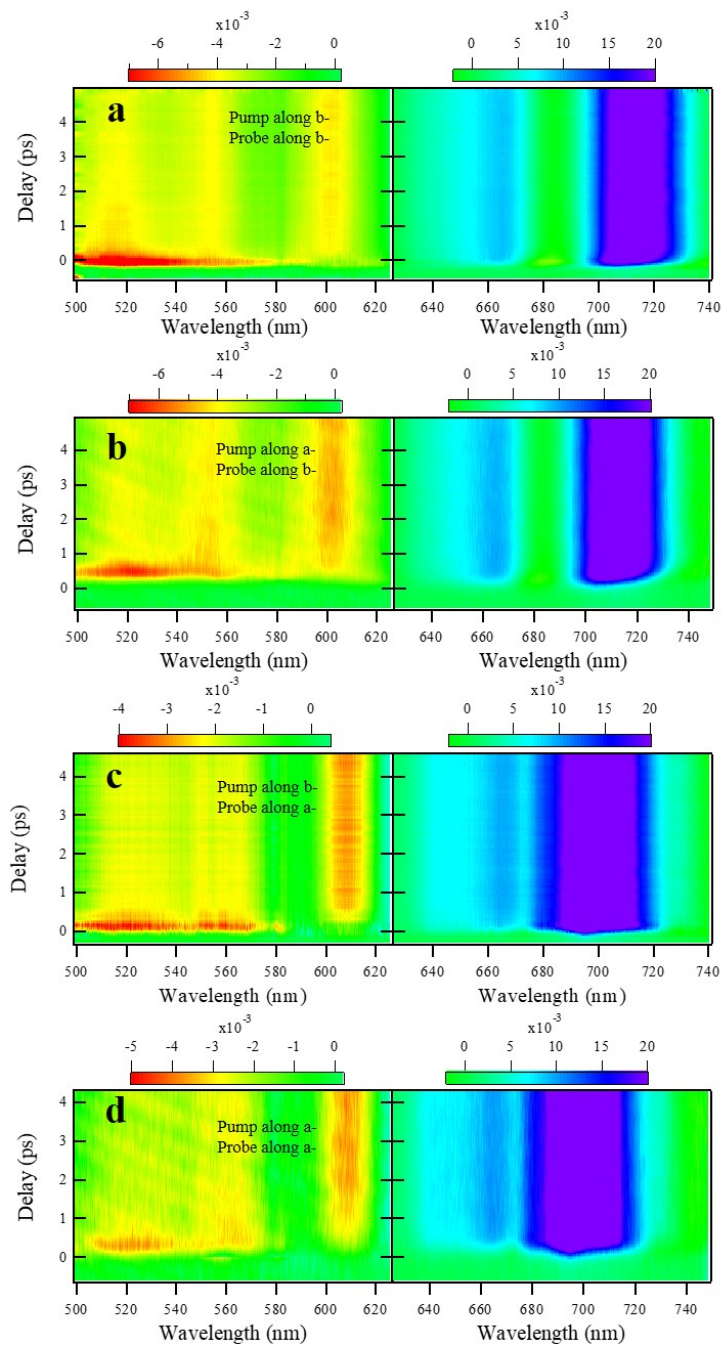 x10-3 x10-3
-6 -4 -2 0 0 5 10 15 20
a
Pump along b-
Probe along b-
Delay (ps)
4
3
2
1
0
500 520 540 560 580 600 620 640 660 680 700 720 740
Wavelength (nm) Wavelength (nm)
x10-3 x10-3
-6 -4 -2 0 0 5 10 15 20
b
Pump along a-
Probe along b-
Delay (ps)
4
3
2
1
0
500 520 540 560 580 600 620 640 660 680 700 720 740
Wavelength (nm) Wavelength (nm)
x10-3 x10-3
-4 -3 -2 -1 0 0 5 10 15 20
c
Pump along b-
Probe along a-
Delay (ps)
4
3
2
1
0
500 520 540 560 580 600 620 640 660 680 700 720 740
Wavelength (nm) Wavelength (nm)
x10-3 x10-3
-5 -4 -3 -2 -1 0 0 5 10 15 20
d
Pump along a-
Probe along a-
Delay (ps)
4
3
2
1
0
500 520 540 560 580 600 620 640 660 680 700 720 740
Wavelength (nm) Wavelength (nm)